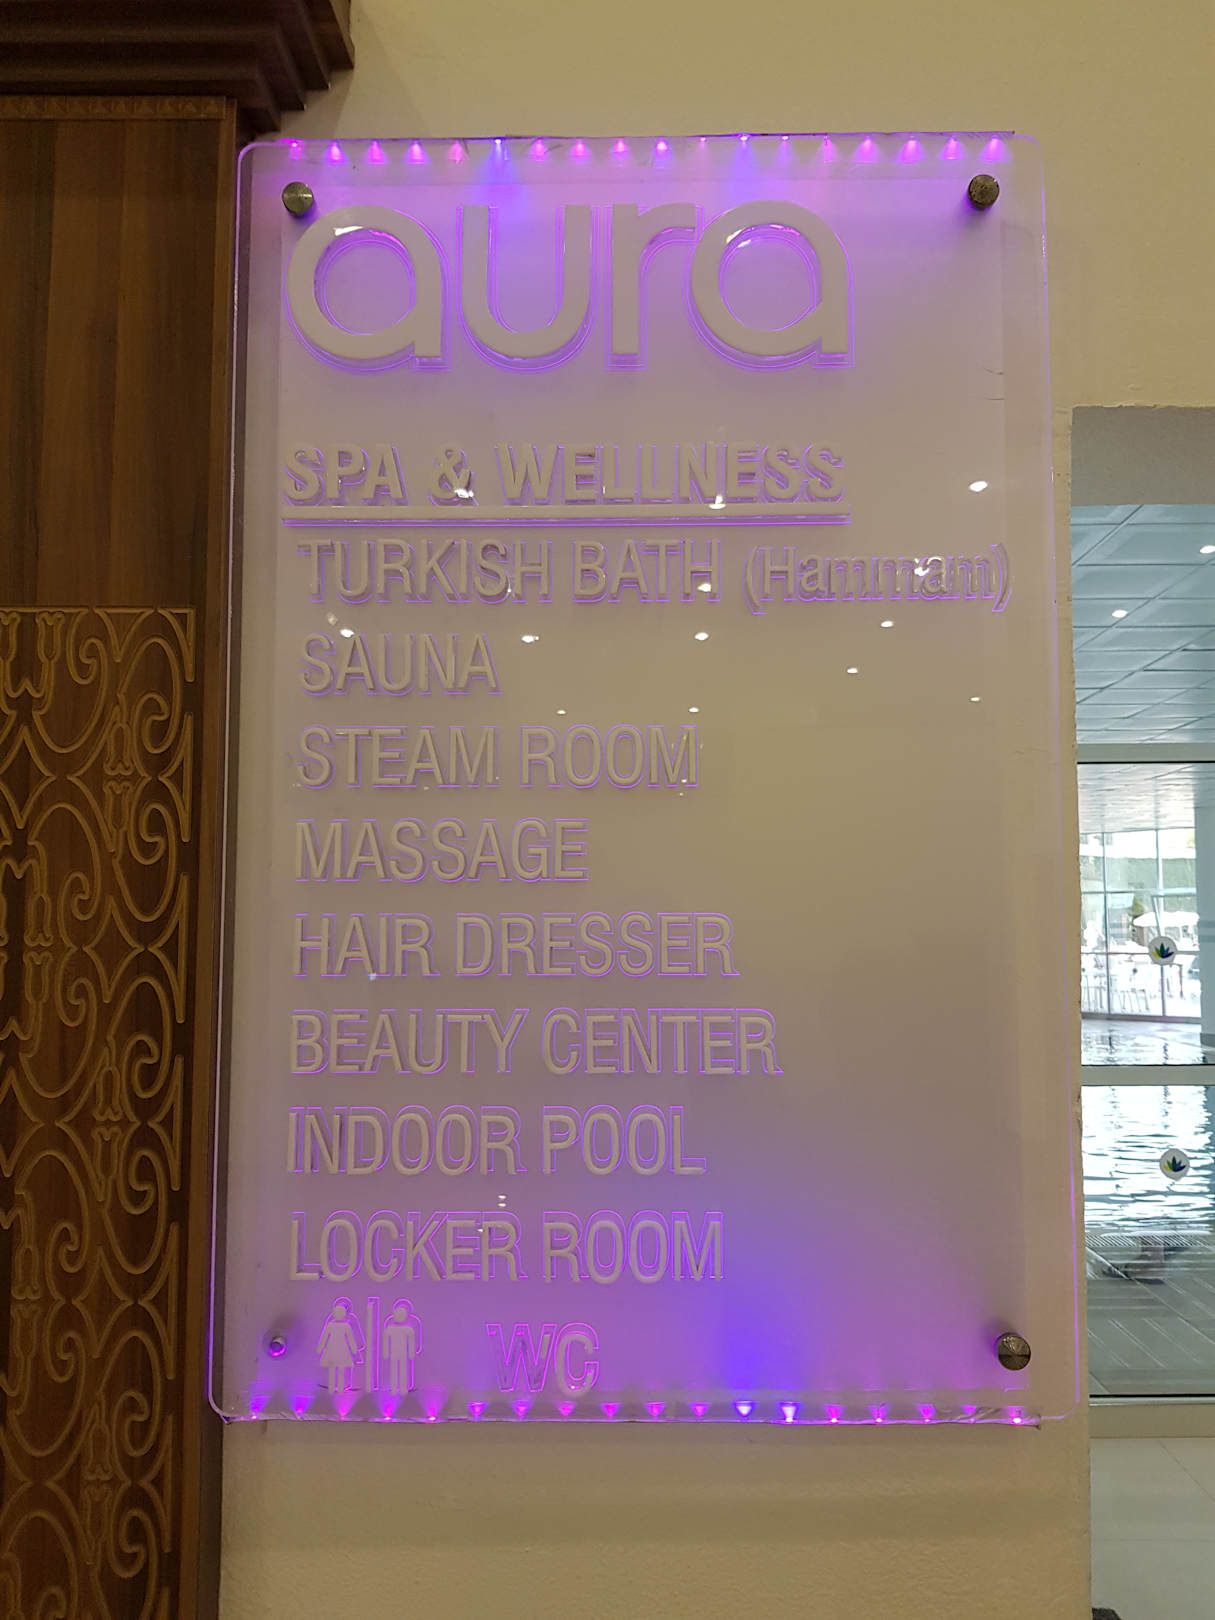 aura
SPA & WELLNESS
TURKISH BATH (Hammam)
SAUNA
STEAM ROOM
MASSAGE
HAIR DRESSER
BEAUTY CENTER
INDOOR POOL
LOCKER ROOM
WC